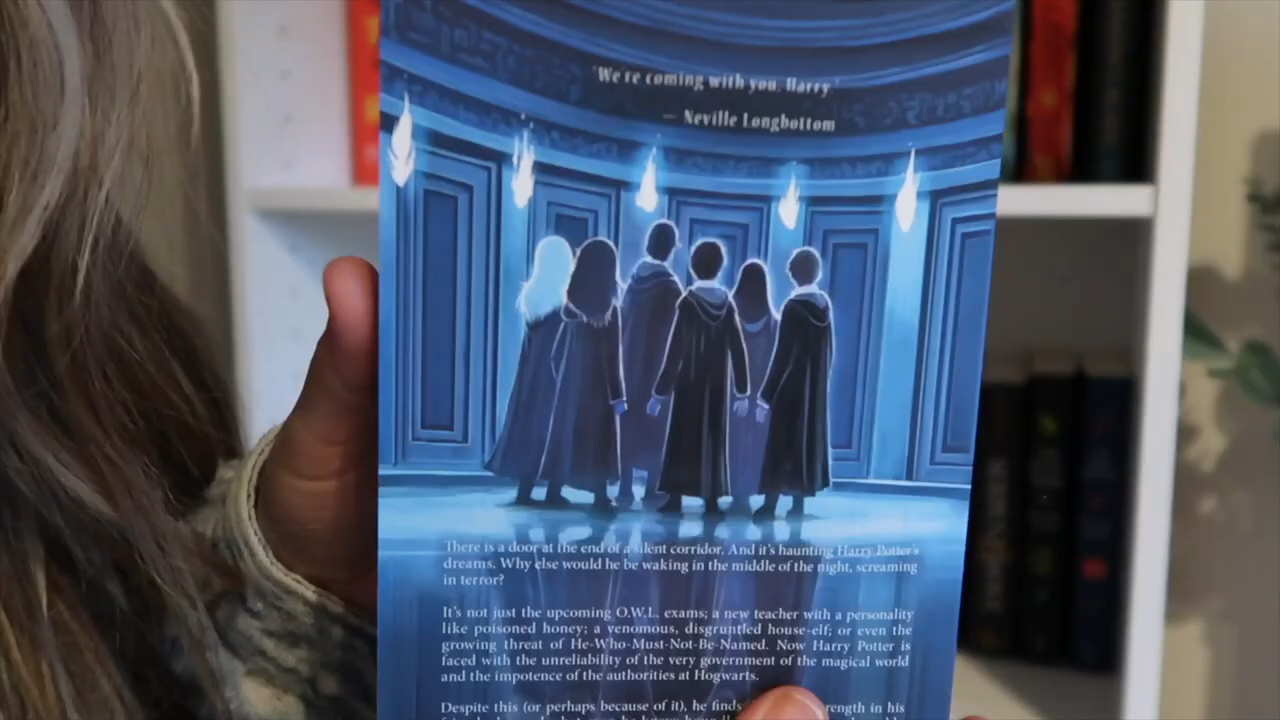 "We're coming with you, Harry."
— Neville Longbottom
There is a door at the end of a silent corridor. And it's haunting Harry Potter's
dreams. Why else would he be waking in the middle of the night, screaming
in terror?
It's not just the upcoming O.W.L. exams; a new teacher with a personality
like poisoned honey; a venomous, disgruntled house-elf; or even the
growing threat of He-Who-Must-Not-Be-Named. Now Harry Potter is
faced with the unreliability of the very government of the magical world
and the impotence of the authorities at Hogwarts.
Despite this (or perhaps because of it), he finds rength in his